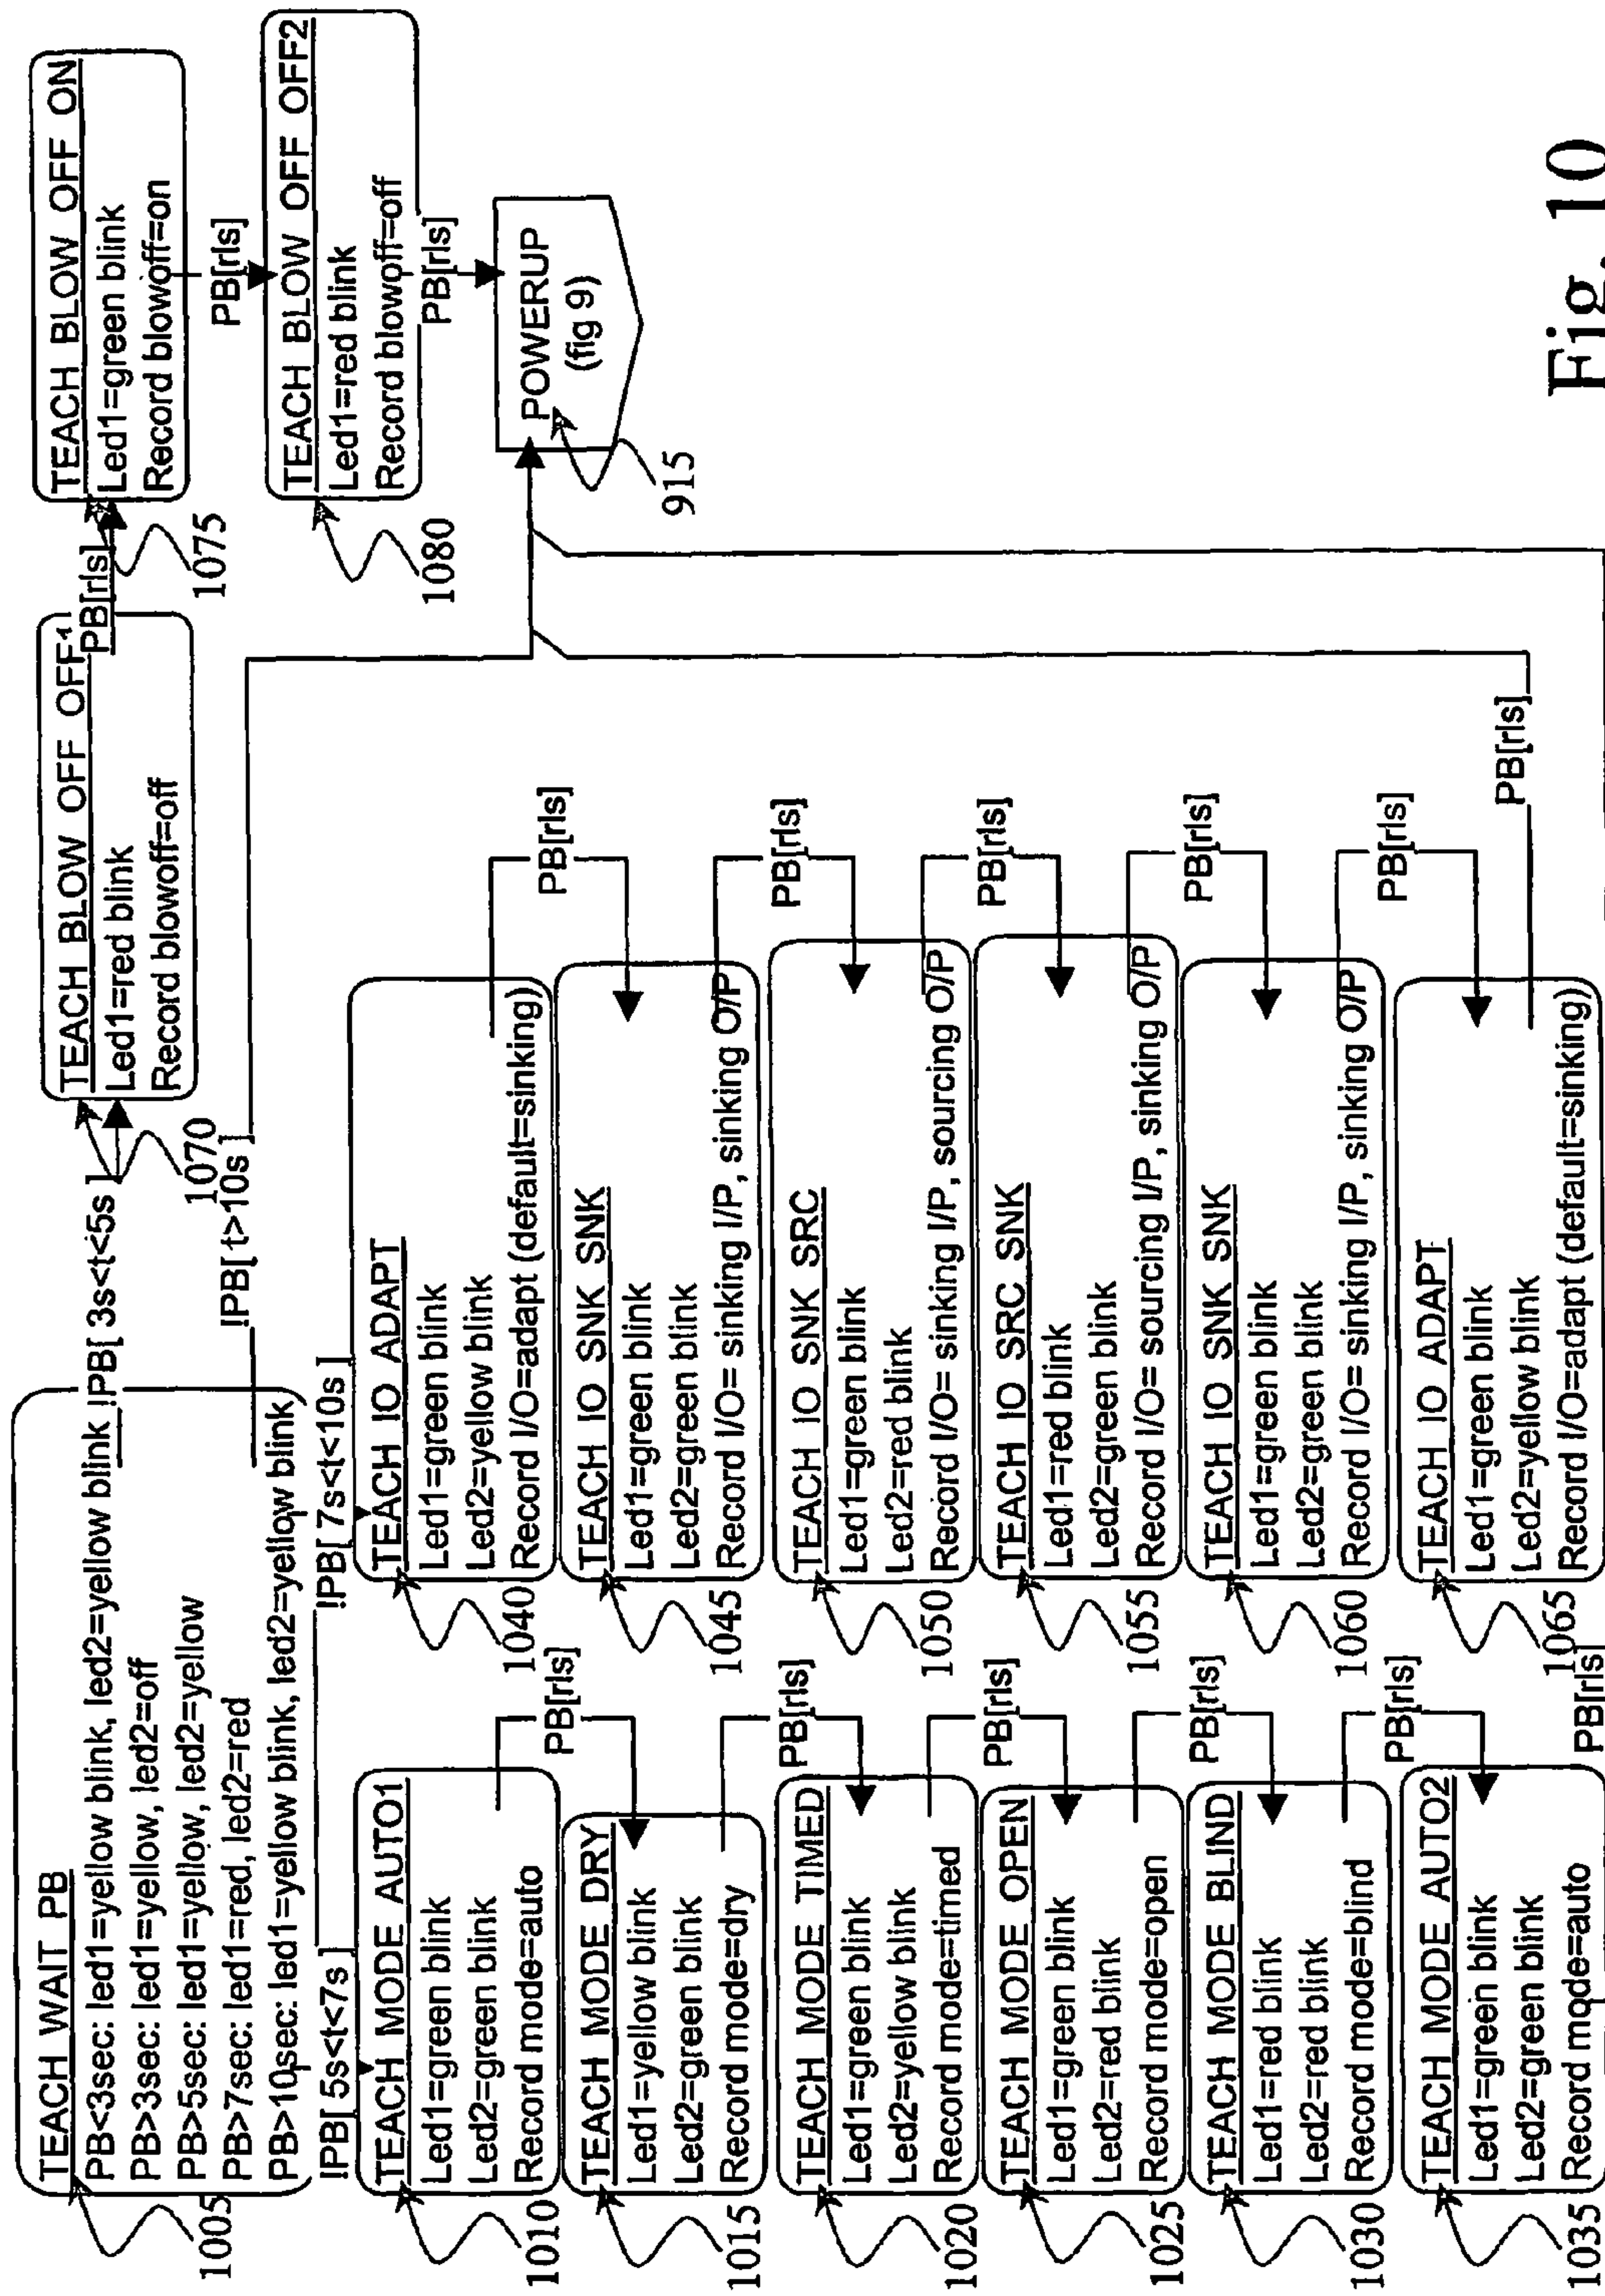 TEACH WAIT PB
PB<3sec: led1=yellow blink, led2=yellow blink
PB>3sec: led1=yellow, led2=off
PB>5sec: led1=yellow, led2=yellow
PB>7sec: led1=red, led2=red
PB>10sec: led1=yellow blink, led2=yellow blink
1005
!PB[ 3s<t<5s ]
!PB[ t>10s ]
!PB[ 5s<t<7s ]
!PB[ 7s<t<10s ]
TEACH BLOW OFF OFF1
Led1=red blink
Record blowoff=off
1070
PB[rls]
TEACH BLOW OFF ON
Led1=green blink
Record blowoff=on
1075
PB[rls]
TEACH BLOW OFF OFF2
Led1=red blink
Record blowoff=off
1080
PB[rls]
POWERUP
(fig 9)
915
TEACH MODE AUTO1
Led1=green blink
Led2=green blink
Record mode=auto
1010
PB[rls]
TEACH MODE DRY
Led1=yellow blink
Led2=green blink
Record mode=dry
1015
PB[rls]
TEACH MODE TIMED
Led1=green blink
Led2=yellow blink
Record mode=timed
1020
PB[rls]
TEACH MODE OPEN
Led1=green blink
Led2=red blink
Record mode=open
1025
PB[rls]
TEACH MODE BLIND
Led1=red blink
Led2=red blink
Record mode=blind
1030
PB[rls]
TEACH MODE AUTO2
Led1=green blink
Led2=green blink
Record mode=auto
1035
PB[rls]
TEACH IO ADAPT
Led1=green blink
Led2=yellow blink
Record I/O=adapt (default=sinking)
1040
PB[rls]
TEACH IO SNK SNK
Led1=green blink
Led2=green blink
Record I/O= sinking I/P, sinking O/P
1045
PB[rls]
TEACH IO SNK SRC
Led1=green blink
Led2=red blink
Record I/O= sinking I/P, sourcing O/P
1050
PB[rls]
TEACH IO SRC SNK
Led1=red blink
Led2=green blink
Record I/O= sourcing I/P, sinking O/P
1055
PB[rls]
TEACH IO SNK SNK
Led1=green blink
Led2=green blink
Record I/O= sinking I/P, sinking O/P
1060
PB[rls]
TEACH IO ADAPT
Led1=green blink
Led2=yellow blink
Record I/O=adapt (default=sinking)
1065
PB[rls]
Fig. 10